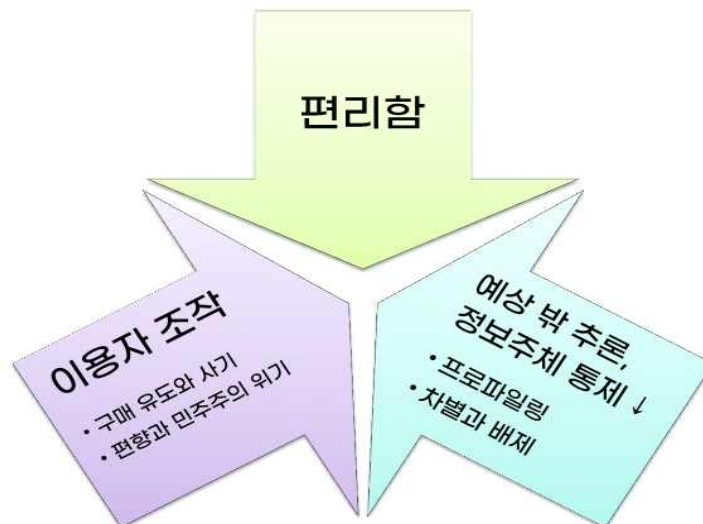 편리함
이용자 조작
• 구매 유도와 사기
• 편향과 민주주의 위기
예상 밖 추론,
정보주체 통제 ↓
• 프로파일링
• 차별과 배제